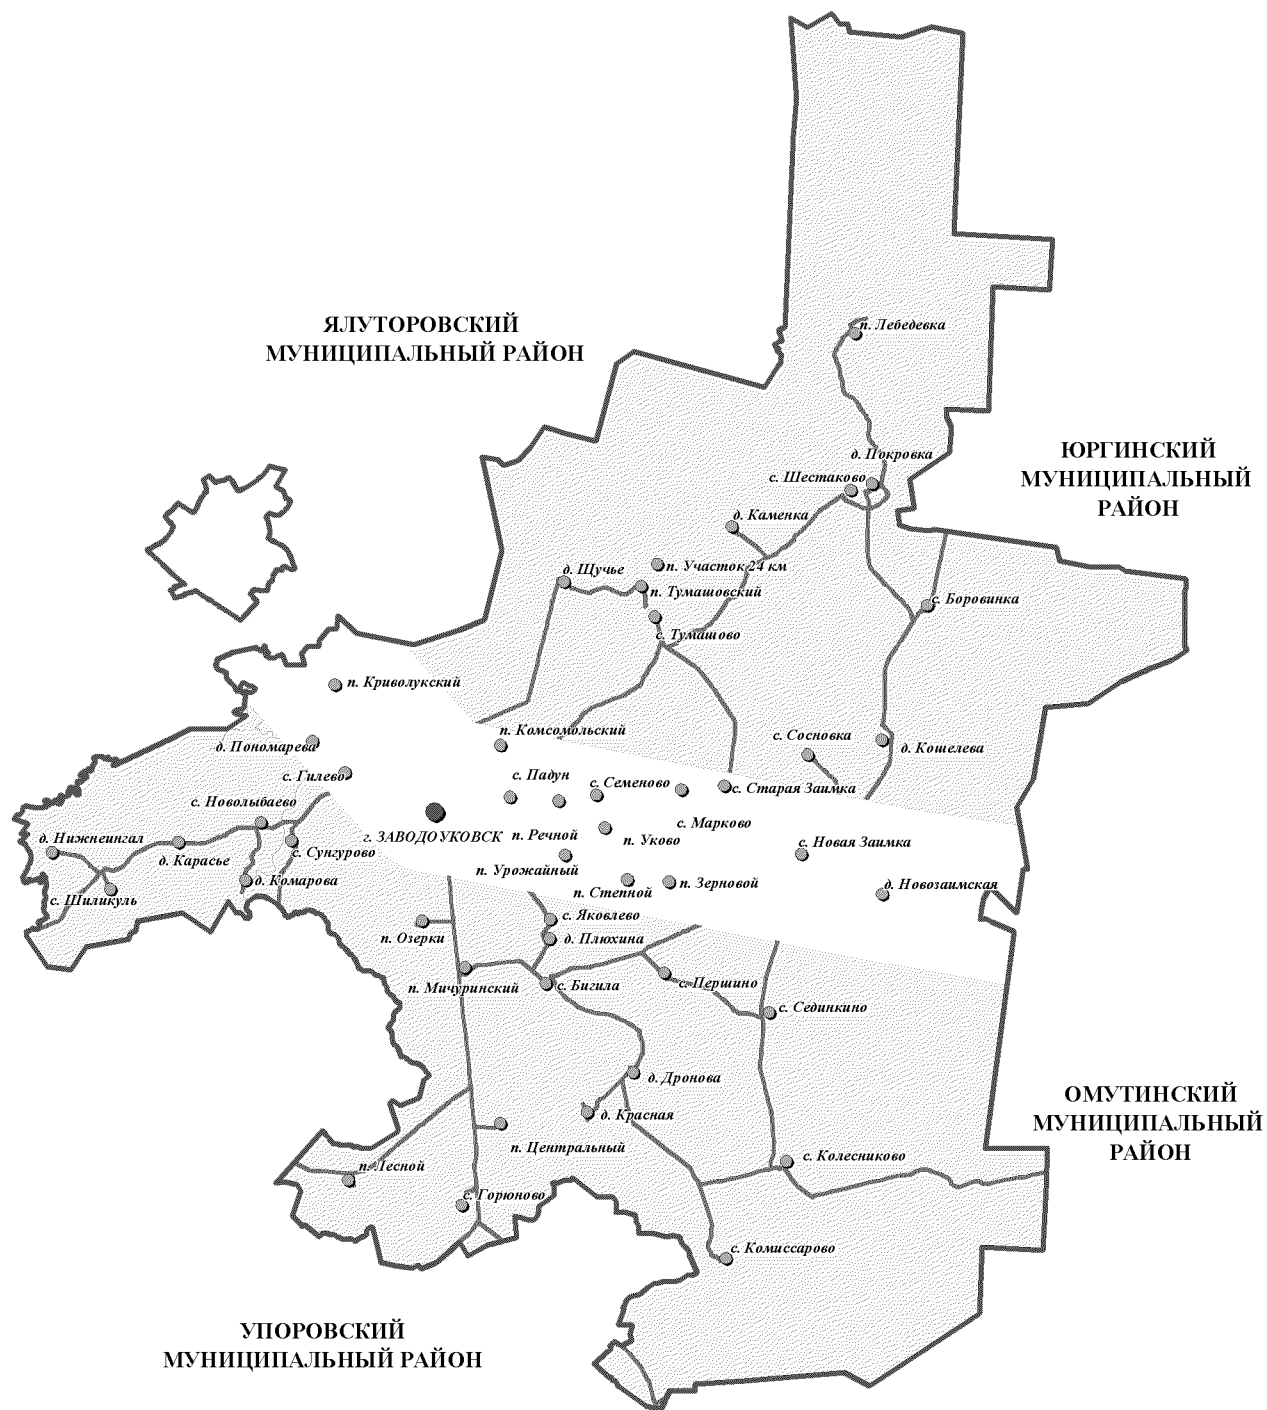 п. Лебедевка
ЯЛУТОРОВСКИЙ
МУНИЦИПАЛЬНЫЙ РАЙОН
ЮРГИНСКИЙ
МУНИЦИПАЛЬНЫЙ
РАЙОН
д. Покровка
с. Шестаково
д. Каменка
п. Участок 24 км
д. Щучье
п. Тумашовский
с. Боровинка
с. Тумашово
п. Криволукский
п. Комсомольский
с. Сосновка
д. Пономарева
д. Кошелева
с. Гилево
с. Падун
с. Семеново
с. Старая Заимка
с. Новолыбаево
с. Марково
д. Нижнеингал
г. ЗАВОДОУКОВСК
п. Речной
п. Уково
с. Новая Заимка
с. Сунгурово
д. Карасье
п. Урожайный
д. Комарова
п. Степной
п. Зерновой
д. Новозаимская
с. Шиликуль
с. Яковлево
п. Озерки
д. Плюхина
п. Мичуринский
с. Бигила
с. Першино
с. Сединкино
д. Дронова
ОМУТИНСКИЙ
МУНИЦИПАЛЬНЫЙ
РАЙОН
д. Красная
п. Центральный
с. Колесниково
п. Лесной
с. Горюново
с. Комиссарово
УПОРОВСКИЙ
МУНИЦИПАЛЬНЫЙ РАЙОН